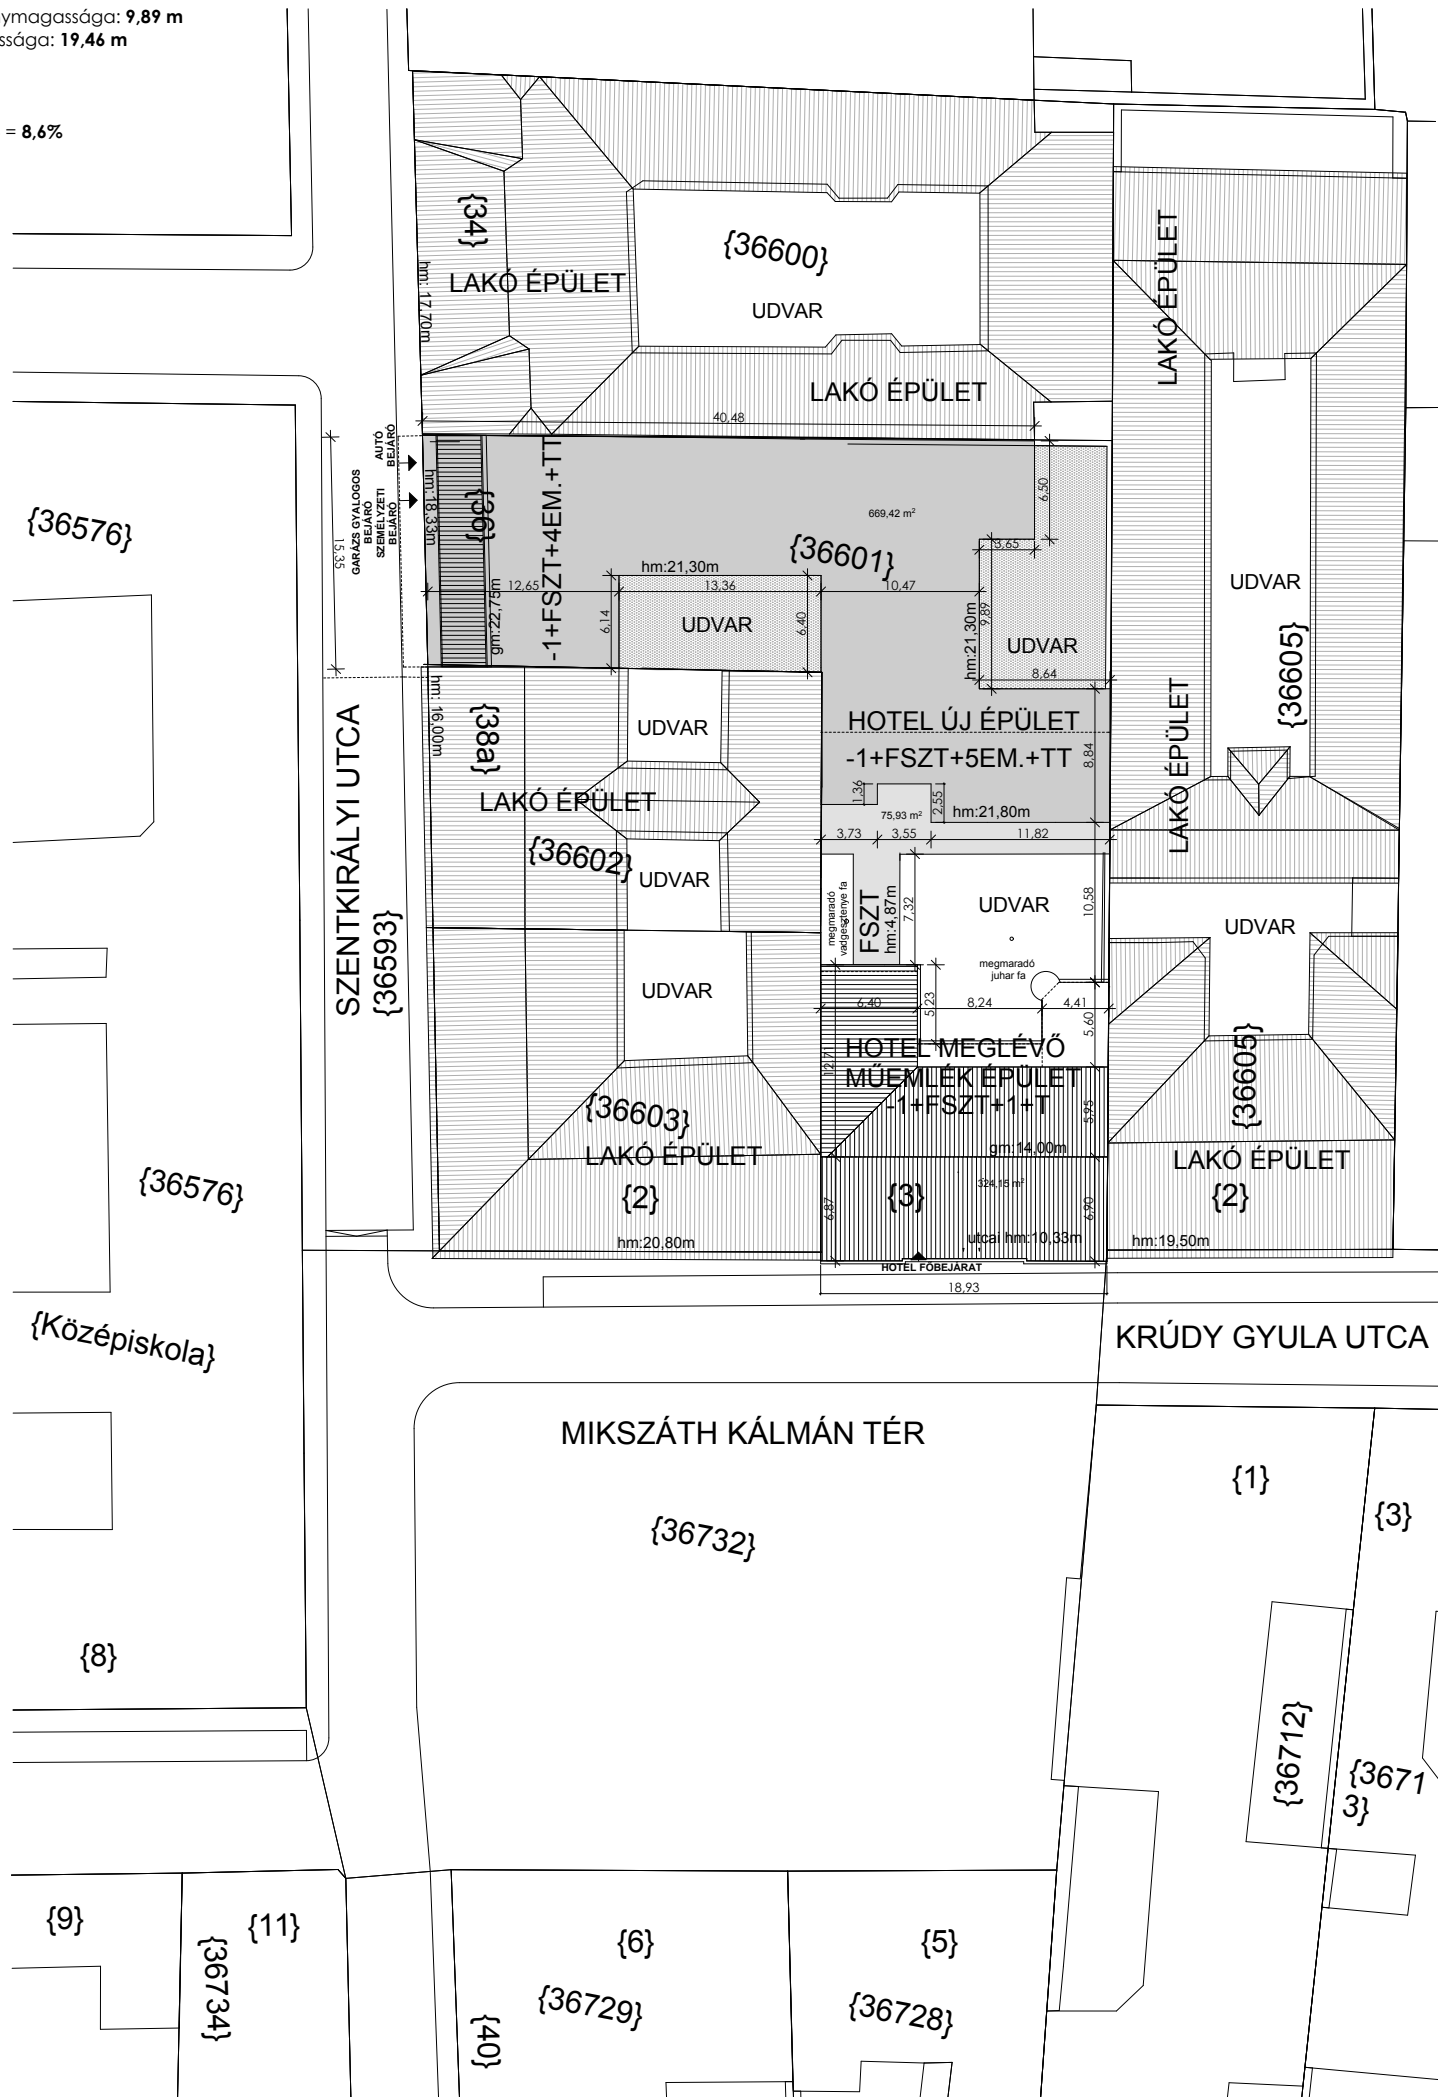 ymagassága: 9,89 m
ssága: 19,46 m
= 8,6%
{34}
{36600}
LAKÓ ÉPÜLET
UDVAR
hm: 17.70m
LAKÓ ÉPÜLET
LAKÓ ÉPÜLET
40,48
AUTÓ
BEJÁRÓ
GARÁZS GYALOGOS
BEJÁRÓ
SZEMÉLYZETI
BEJÁRÓ
15,35
hm:18.33m
{36}
-1+FSZT+4EM.+TT
gm:22,75m
669,42 m²
6,50
3,65
{36601}
hm:21,30m
12,65
13,36
10,47
6,14
UDVAR
6,40
hm:21,30m
9,89
UDVAR
8,64
{36576}
UDVAR
{36605}
hm: 16,00m
{38a}
UDVAR
HOTEL ÚJ ÉPÜLET
-1+FSZT+5EM.+TT
8,84
LAKÓ ÉPÜLET
SZENTKIRÁLYI UTCA
{36593}
LAKÓ ÉPÜLET
1,36
75,93 m²
2,55
hm:21,80m
3,73
3,55
11,82
{36602}
UDVAR
megmaradó
vadgesztenye fa
FSZT
hm:4,87m
7,32
UDVAR
10,58
megmaradó
juhar fa
UDVAR
UDVAR
6,40
5,23
8,24
4,41
5,60
12,71
HOTEL MEGLÉVŐ
MŰEMLÉK ÉPÜLET
-1+FSZT+1+T
5,95
{36605}
{36603}
LAKÓ ÉPÜLET
{2}
hm:20,80m
gm:14,00m
324,15 m²
{3}
6,87
6,90
utcai hm:10,33m
HOTEL FŐBEJÁRAT
18,93
LAKÓ ÉPÜLET
{2}
hm:19,50m
{36576}
{Középiskola}
KRÚDY GYULA UTCA
MIKSZÁTH KÁLMÁN TÉR
{1}
{3}
{36732}
{8}
{36712}
{3671
3}
{9}
{11}
{36734}
{6}
{36729}
{40}
{5}
{36728}